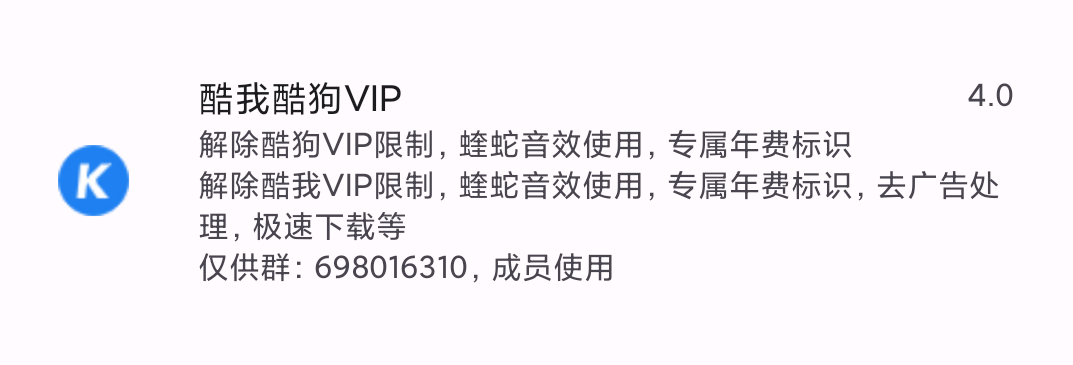 酷我酷狗VIP
4.0
解除酷狗VIP限制，蝰蛇音效使用，专属年费标识
解除酷我VIP限制，蝰蛇音效使用，专属年费标识，去广告处
理，极速下载等
仅供群：698016310，成员使用
K